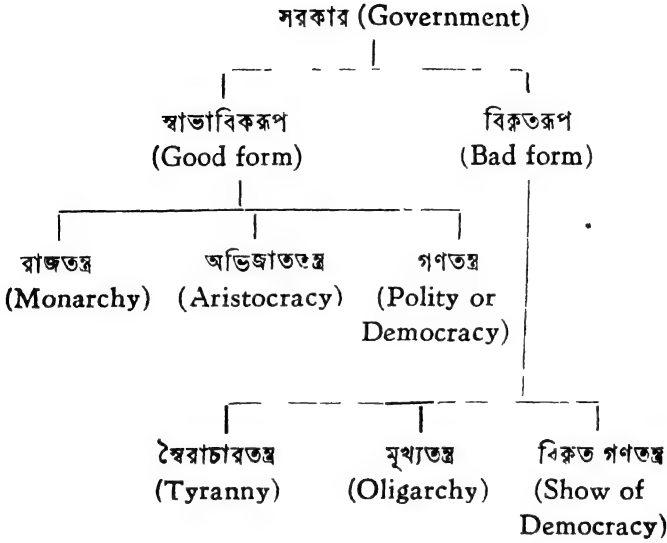 সরকার (Government)
স্বাভাবিকরূপ বিকৃতরূপ
(Good form) (Bad form)
রাজতন্ত্র অভিজাততন্ত্র গণতন্ত্র
(Monarchy) (Aristocracy) (Polity or
Democracy)
স্বৈরাচারতন্ত্র মূখ্যতন্ত্র বিকৃত গণতন্ত্র
(Tyranny) (Oligarchy) (Show of
Democracy)